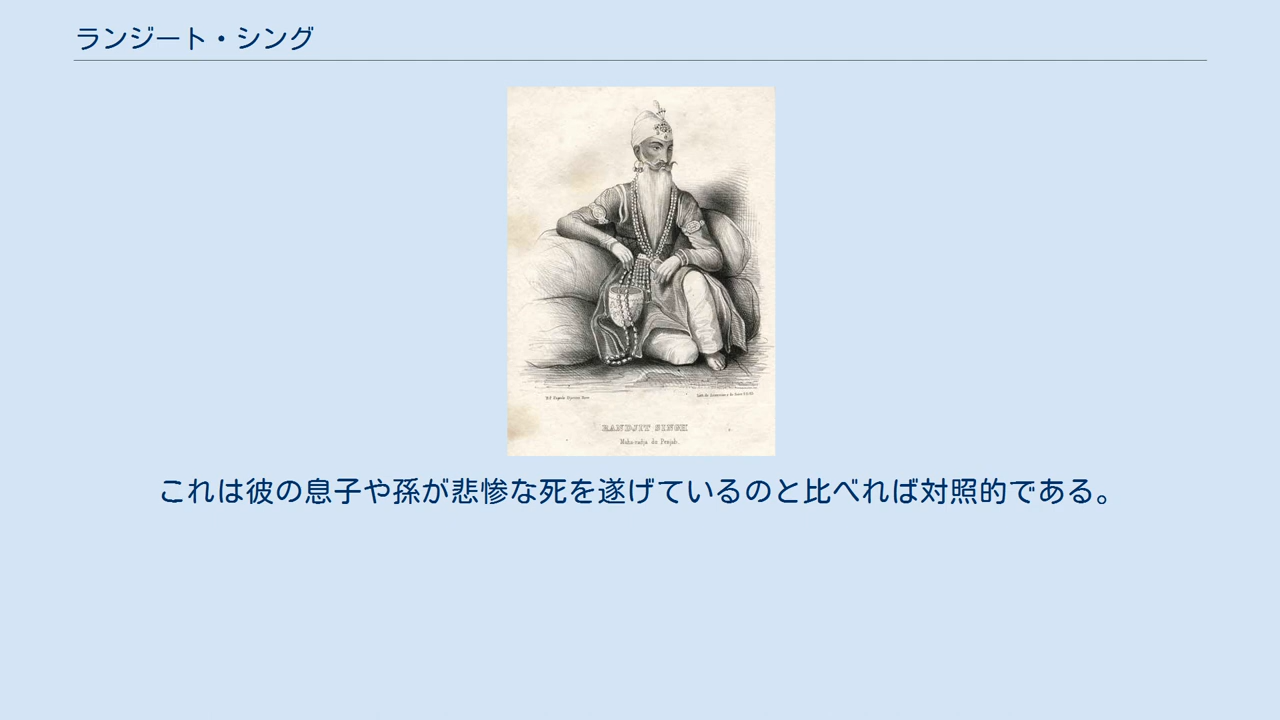 ランジート・シング
RANDJIT SINGH
Maha-radja du Penjab.
これは彼の息子や孫が悲惨な死を遂げているのと比べれば対照的である。